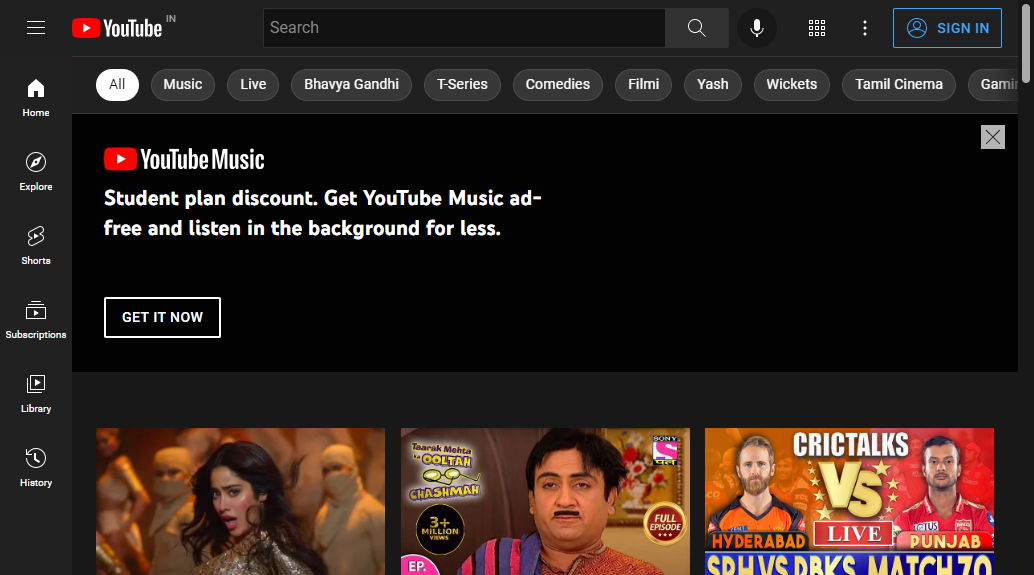 YouTube IN
Search
SIGN IN
All
Music
Live
Bhavya Gandhi
T-Series
Comedies
Filmi
Yash
Wickets
Tamil Cinema
Home
Explore
Shorts
Subscriptions
Library
History
YouTube Music
Student plan discount. Get YouTube Music ad-
free and listen in the background for less.
GET IT NOW
Taarak Mehta
Ka OOLTAH
CHASHMAH
3+
MILLION
VIEWS
EP.
SONY
पल
FULL
EPISODE
CRICTALKS
VS
LIVE
HYDERABAD
PUNJAB
SRH VS PBKS MATCH 70